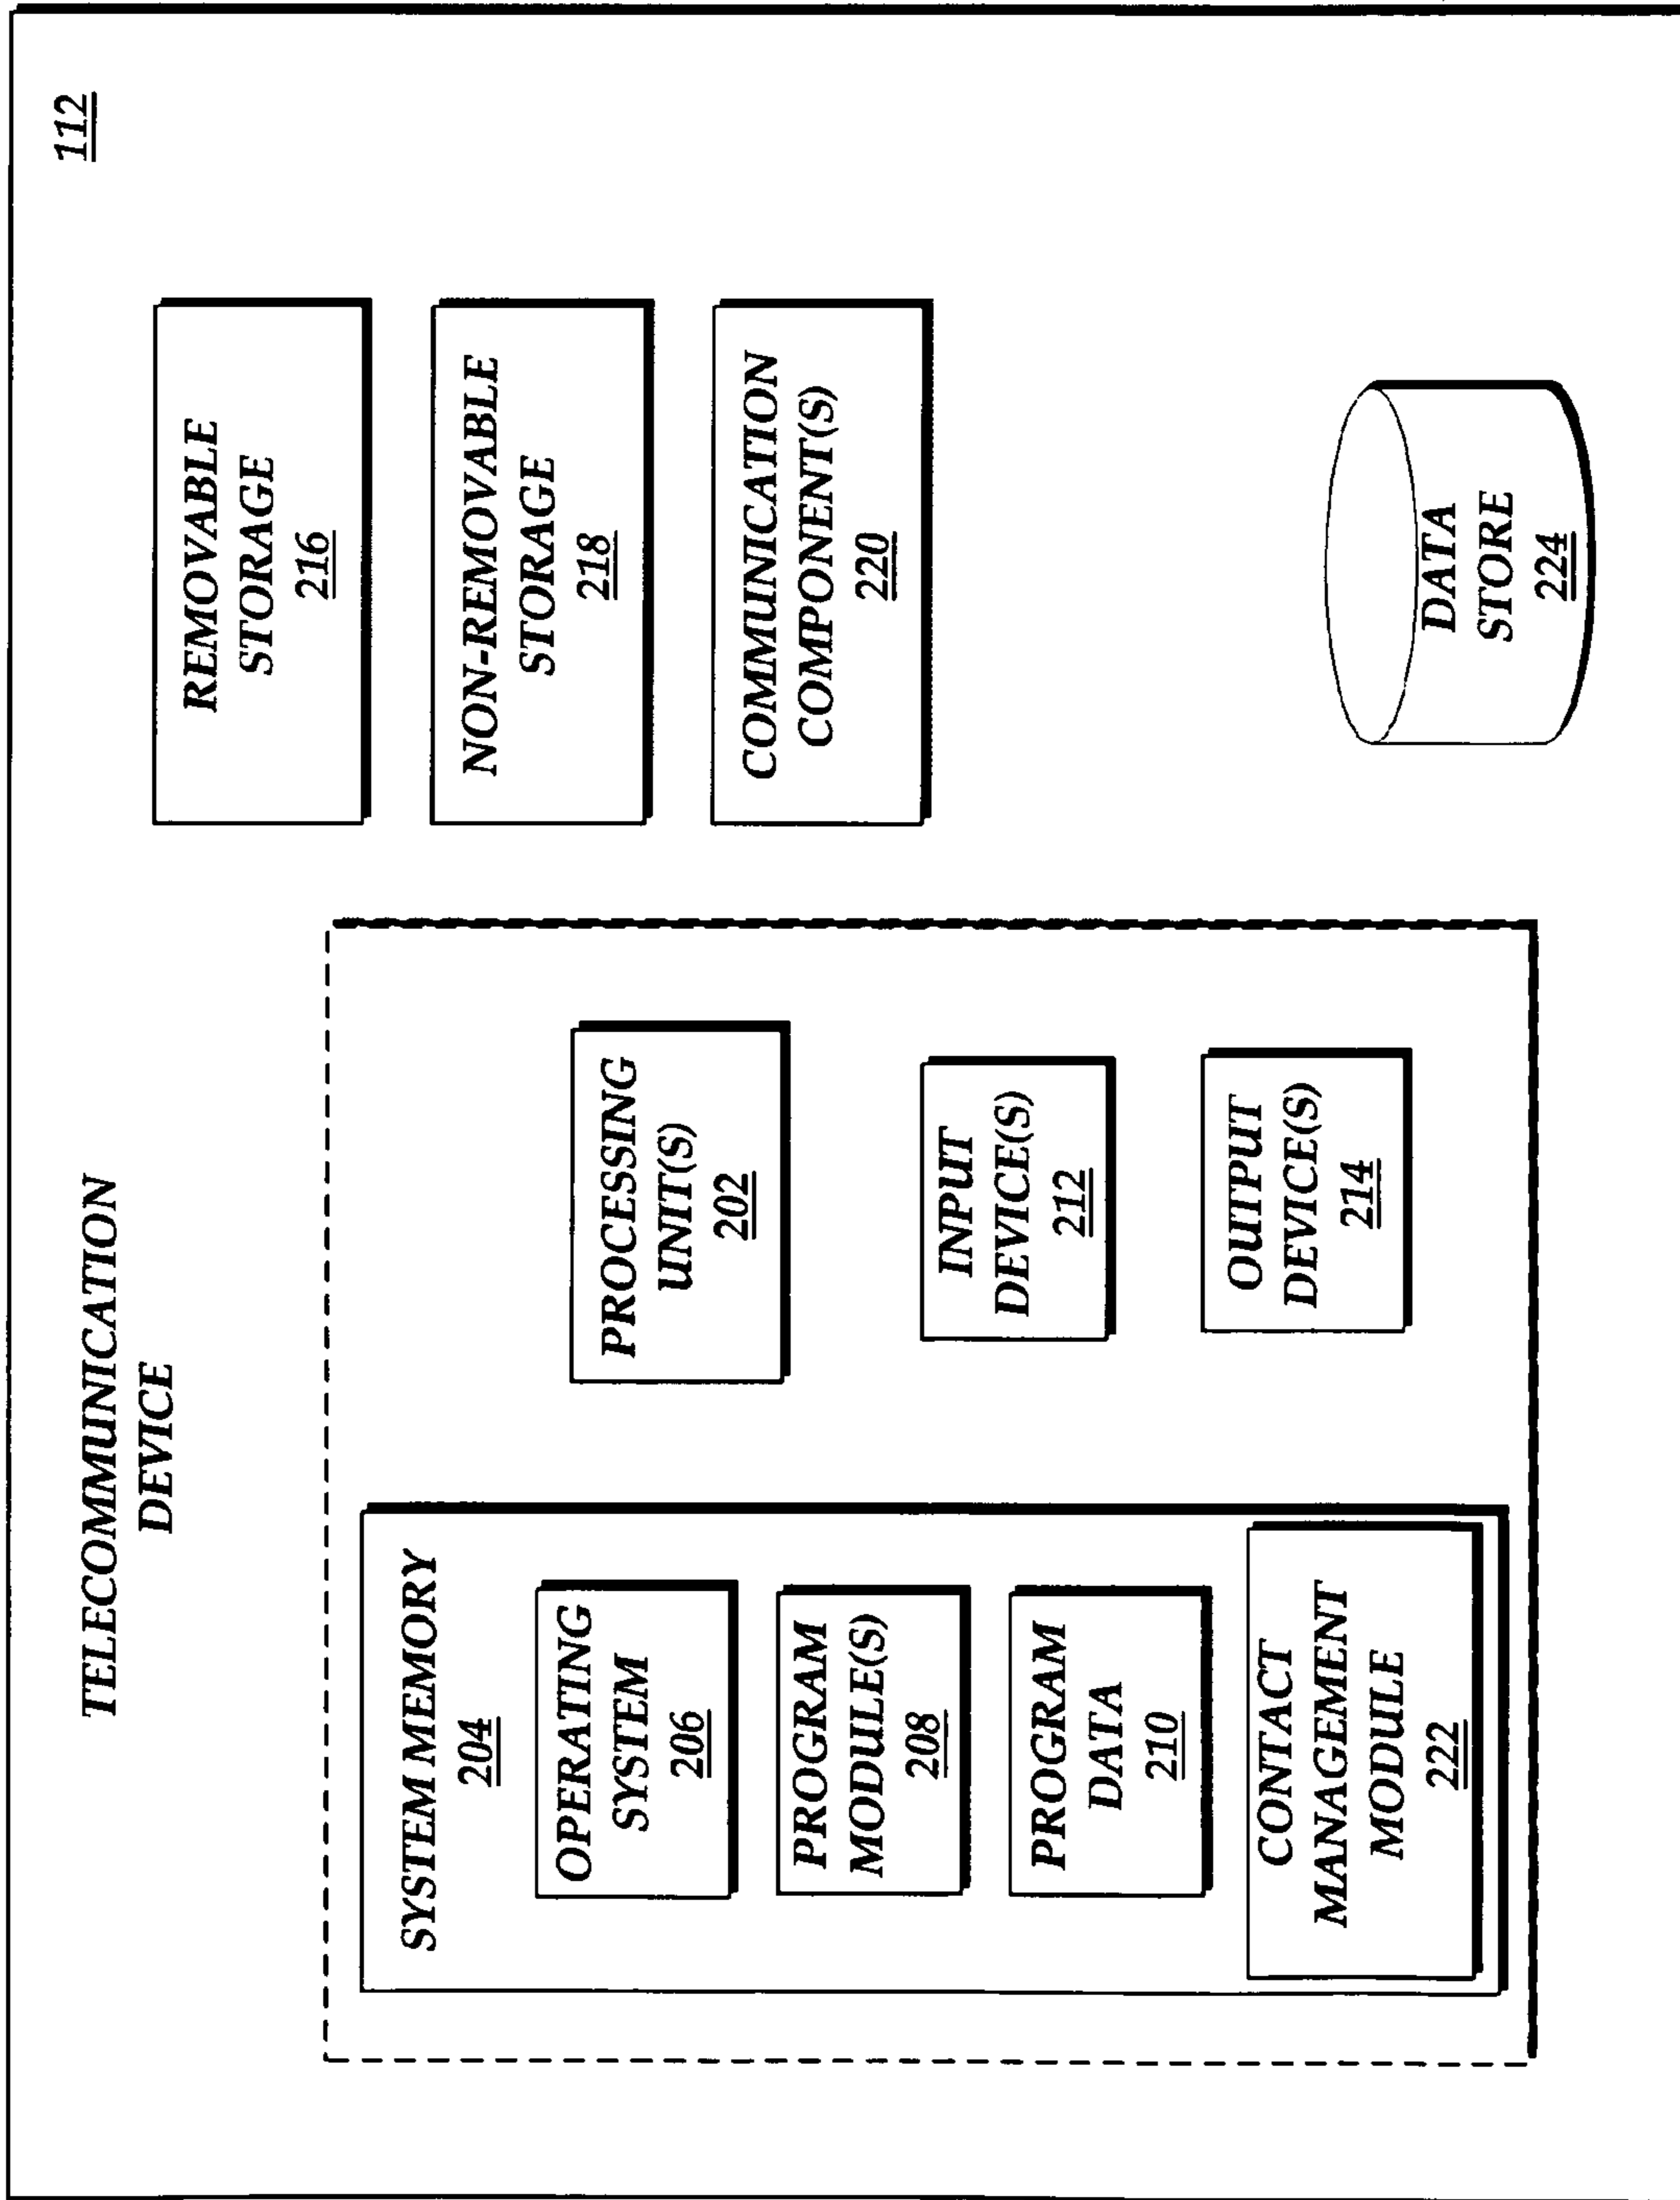 TELECOMMUNICATION
DEVICE
112
SYSTEM MEMORY
204
OPERATING
SYSTEM
206
PROGRAM
MODULE(S)
208
PROGRAM
DATA
210
CONTACT
MANAGEMENT
MODULE
222
PROCESSING
UNIT(S)
202
INPUT
DEVICE(S)
212
OUTPUT
DEVICE(S)
214
REMOVABLE
STORAGE
216
NON-REMOVABLE
STORAGE
218
COMMUNICATION
COMPONENT(S)
220
DATA
STORE
224